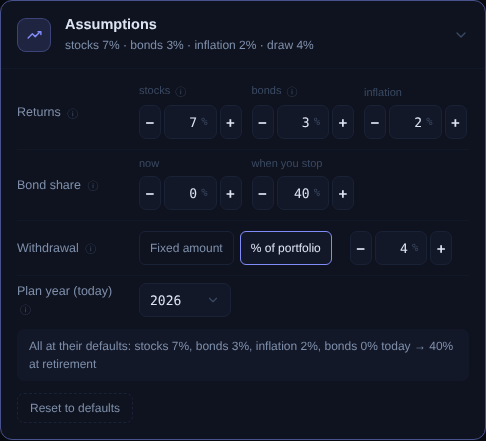 Assumptions
stocks 7% · bonds 3% · inflation 2% · draw 4%
stocks ⓘ bonds ⓘ inflation
Returns ⓘ − 7 % + − 3 % + − 2 % +
now when you stop
Bond share ⓘ − 0 % + − 40 % +
Withdrawal ⓘ Fixed amount % of portfolio − 4 % +
Plan year (today) ⓘ 2026
All at their defaults: stocks 7%, bonds 3%, inflation 2%, bonds 0% today → 40%
at retirement
Reset to defaults